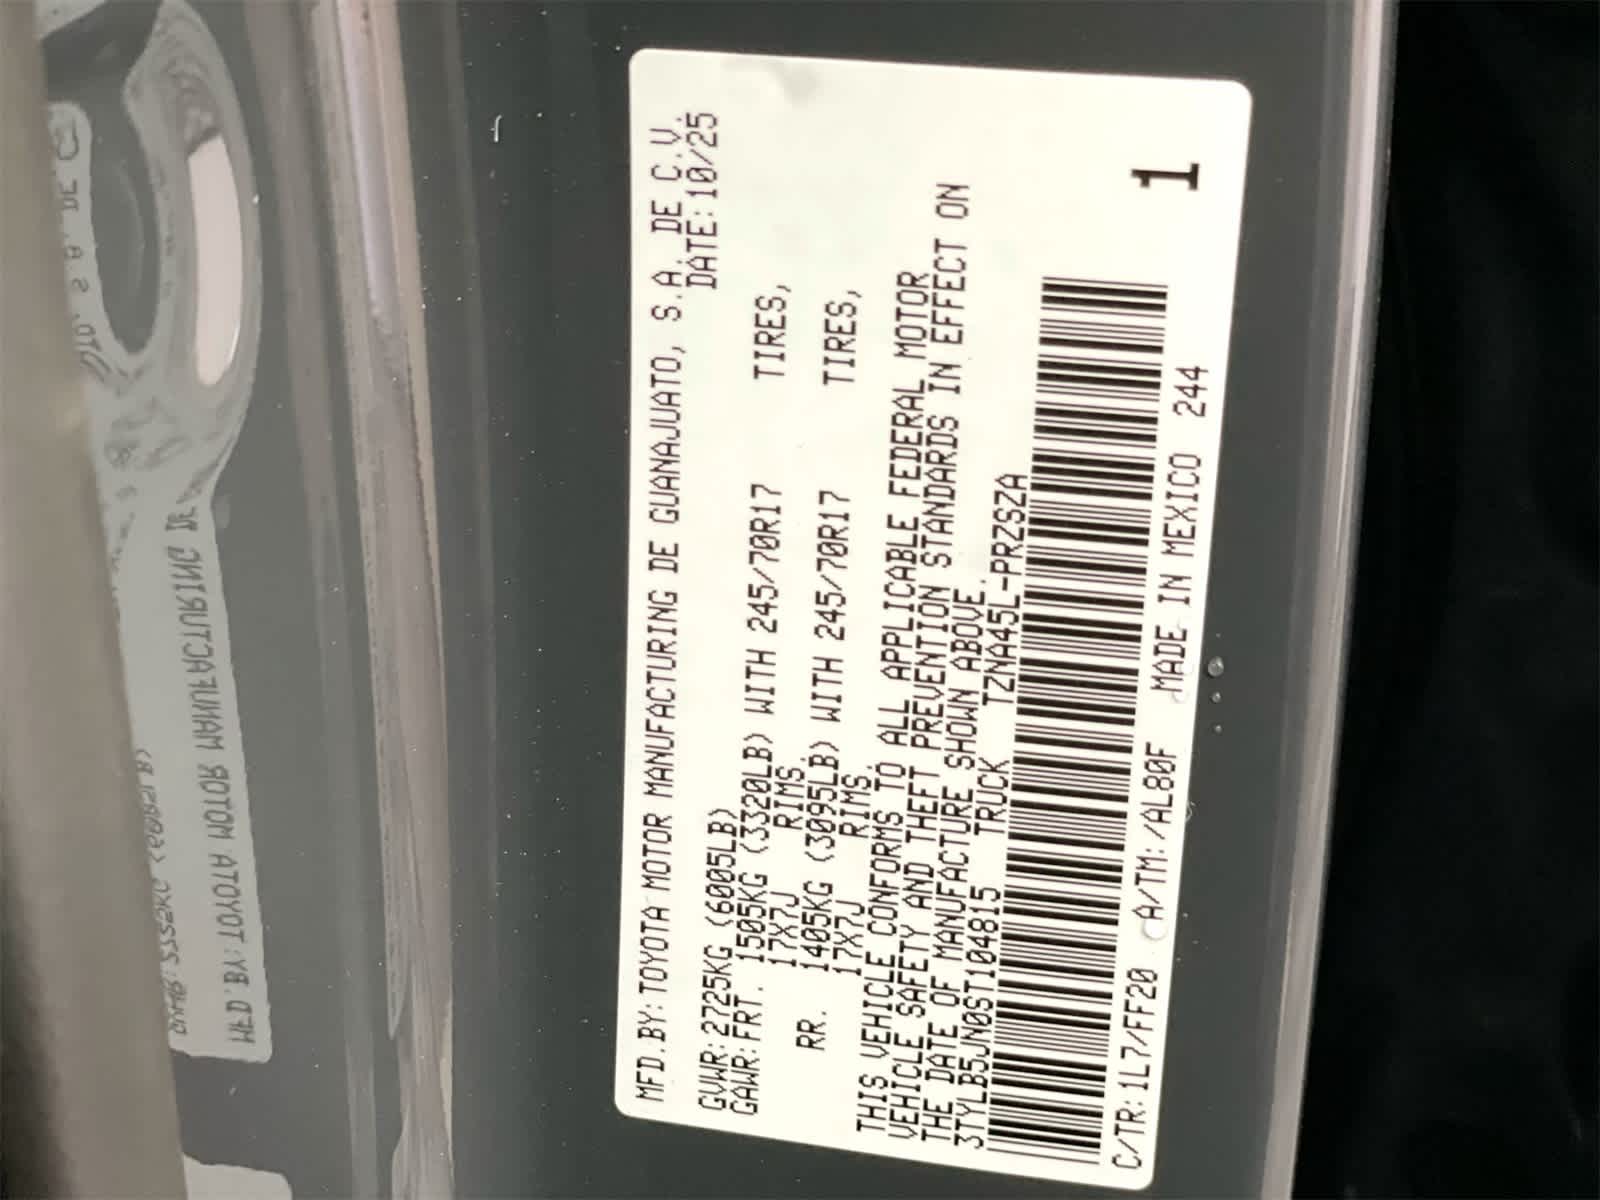 MFD.BY:TOYOTA MOTOR MANUFACTURING DE GUANAJUATO, S.A. DE C.V.
DATE:10/25
GVWR:2725KG (6005LB)
GAWR:FRT. 1505KG (3320LB) WITH 245/70R17 TIRES,
17X7J RIMS.
RR. 1405KG (3095LB) WITH 245/70R17 TIRES,
17X7J RIMS.
THIS VEHICLE CONFORMS TO ALL APPLICABLE FEDERAL MOTOR
VEHICLE SAFETY AND THEFT PREVENTION STANDARDS IN EFFECT ON
THE DATE OF MANUFACTURE SHOWN ABOVE.
3TYLB5JN0ST104815 TRUCK TZNA45L-PRZSZA
C/TR:1L7/FF20 A/TM:/AL80F MADE IN MEXICO 244
1
MFD.BY:TOYOTA MOTOR MANUFACTURING DE